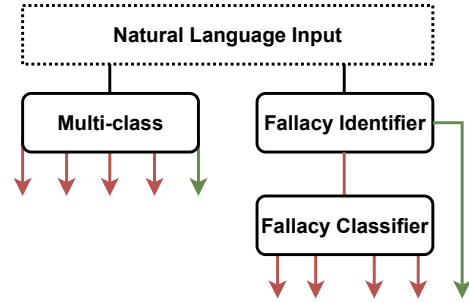 Natural Language Input
Multi-class
Fallacy Identifier
Fallacy Classifier